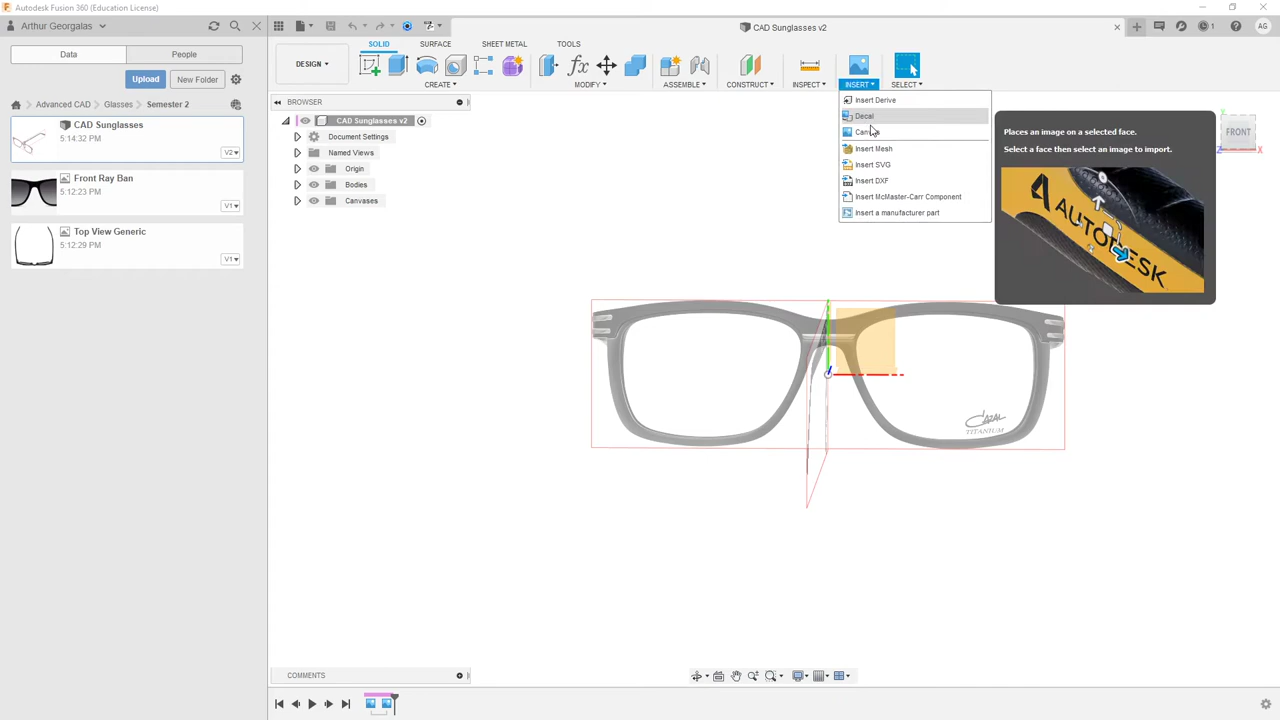 Autodesk Fusion 360 (Education License)
Arthur Georgalas
CAD Sunglasses v2
1
AG
Data
People
DESIGN
SOLID
SURFACE
SHEET METAL
TOOLS
Upload
New Folder
CREATE
MODIFY
ASSEMBLE
CONSTRUCT
INSPECT
INSERT
SELECT
Advanced CAD
Glasses
Semester 2
BROWSER
CAD Sunglasses
5:14:32 PM
V2
Front Ray Ban
5:12:23 PM
V1
Top View Generic
5:12:29 PM
V1
CAD Sunglasses v2
Document Settings
Named Views
Origin
Bodies
Canvases
Insert Derive
Decal
Insert Mesh
Insert SVG
Insert DXF
Insert McMaster-Carr Component
Insert a manufacturer part
Places an image on a selected face.
Select a face then select an image to import.
AUTODESK
Y
FRONT
Z
X
CAZAL
TITANIUM
COMMENTS